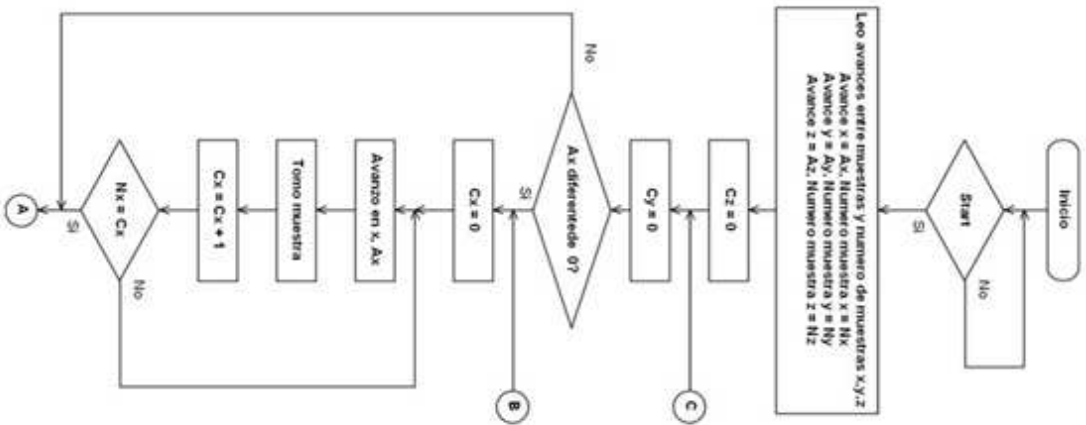 Inicio
Start
No
Si
Leo avances entre muestras y numero de muestras x,y,z
Avance x = Ax, Numero muestra x = Nx
Avance y = Ay, Numero muestra y = Ny
Avance z = Az, Numero muestra z = Nz
Cz = 0
C
Cy = 0
Ax diferentede 0?
No
Si
B
Cx = 0
Avanzo en x, Ax
Tomo muestra
Cx = Cx + 1
Nx = Cx
No
Si
A